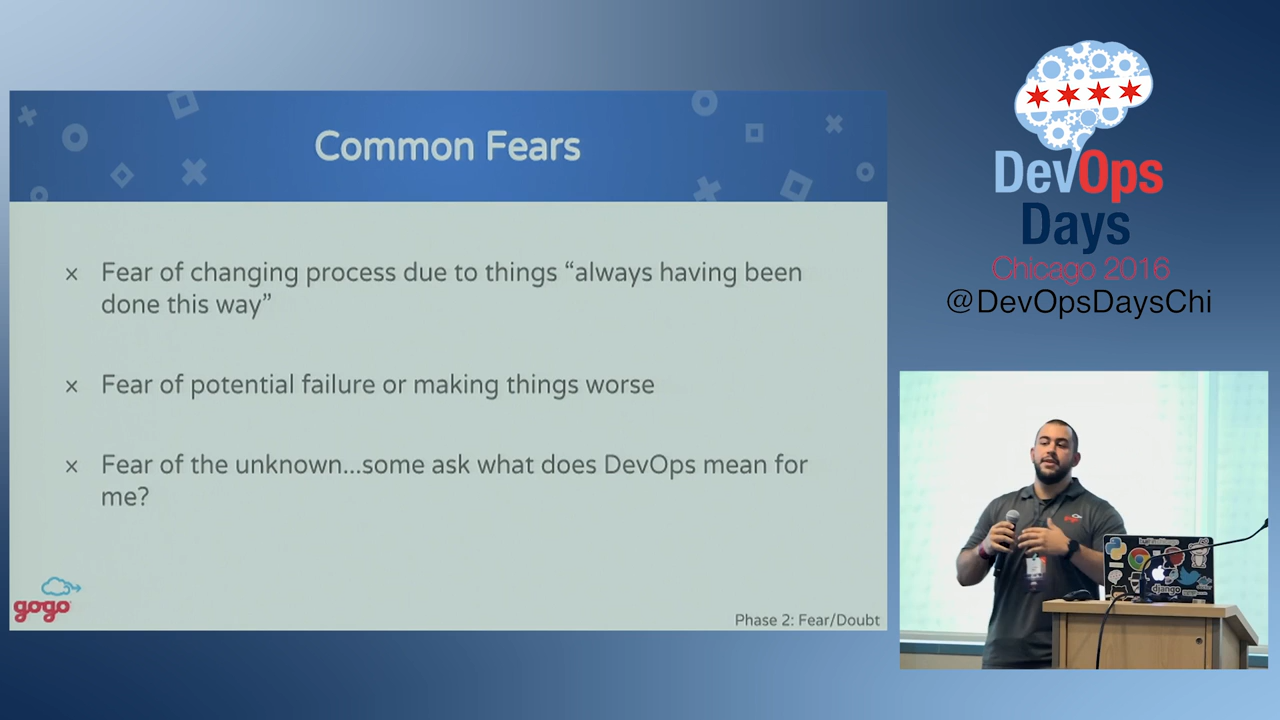 Common Fears
x Fear of changing process due to things “always having been
done this way”
x Fear of potential failure or making things worse
x Fear of the unknown...some ask what does DevOps mean for
me?
gogo
Phase 2: Fear/Doubt
DevOps
Days
Chicago 2016
@DevOpsDaysChi
gogo
django